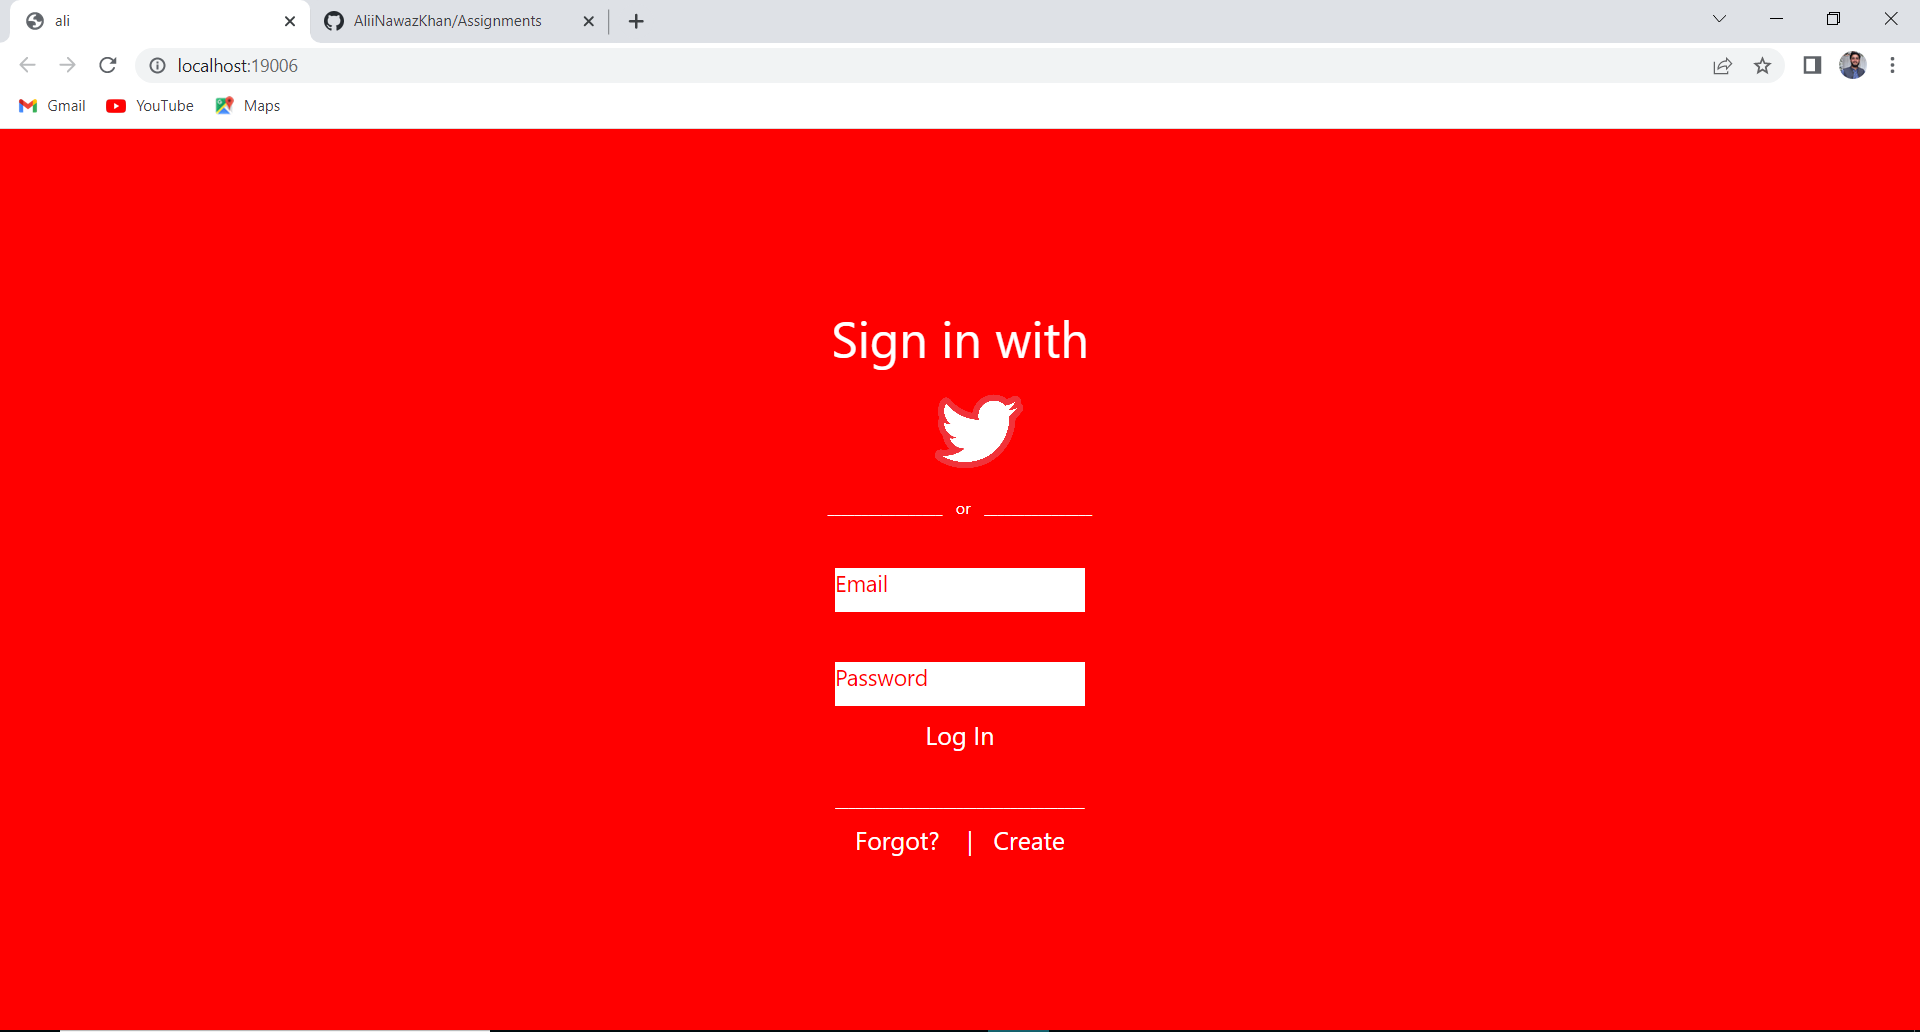 ali
AliiNawazKhan/Assignments
localhost:19006
Gmail YouTube Maps
Sign in with
or
Email
Password
Log In
Forgot? | Create